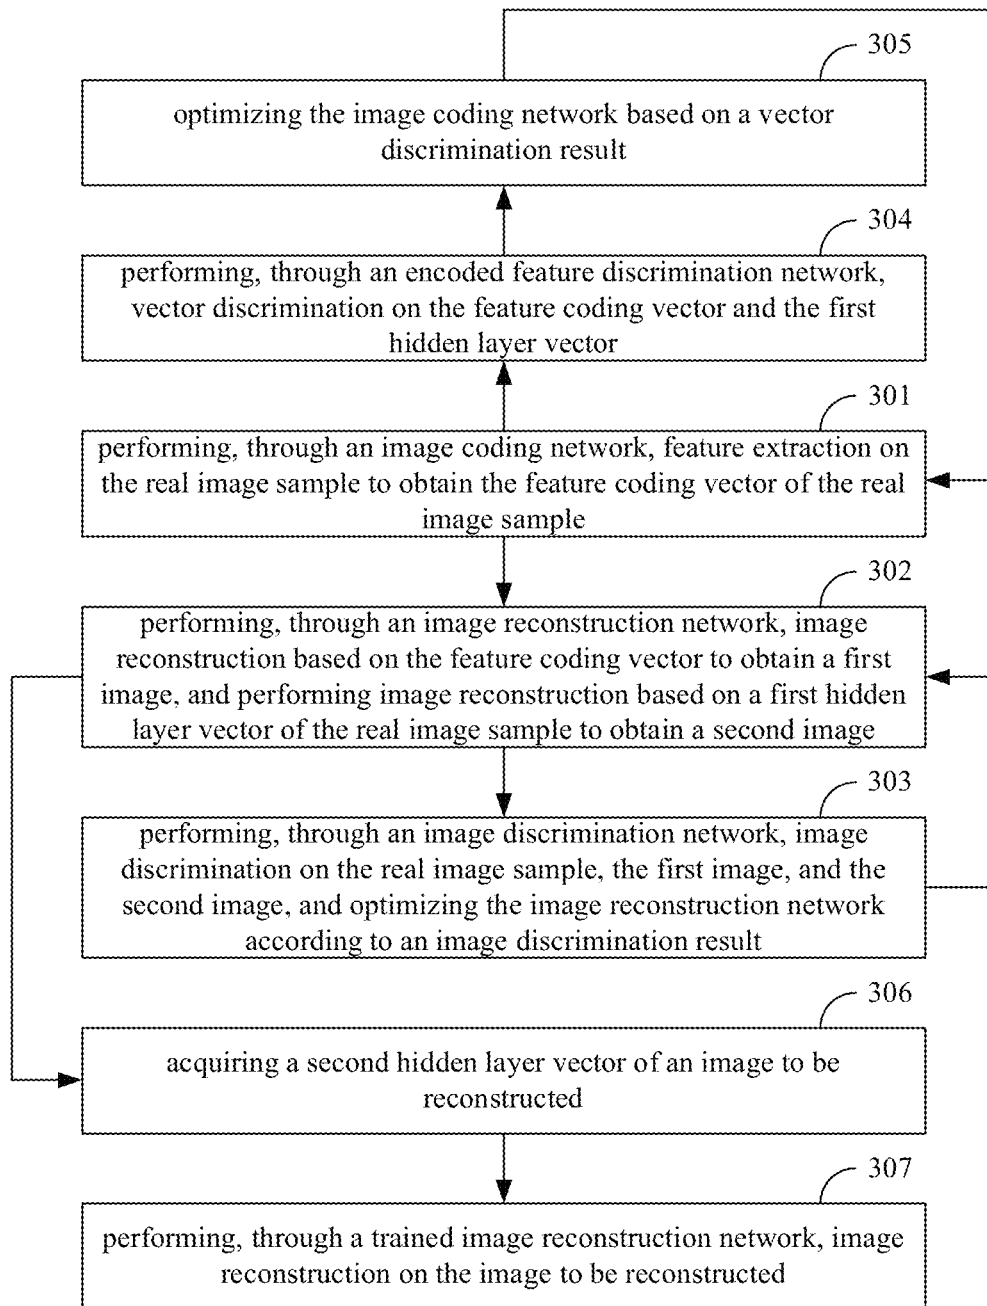 305
optimizing the image coding network based on a vector
discrimination result
304
performing, through an encoded feature discrimination network,
vector discrimination on the feature coding vector and the first
hidden layer vector
301
performing, through an image coding network, feature extraction on
the real image sample to obtain the feature coding vector of the real
image sample
302
performing, through an image reconstruction network, image
reconstruction based on the feature coding vector to obtain a first
image, and performing image reconstruction based on a first hidden
layer vector of the real image sample to obtain a second image
303
performing, through an image discrimination network, image
discrimination on the real image sample, the first image, and the
second image, and optimizing the image reconstruction network
according to an image discrimination result
306
acquiring a second hidden layer vector of an image to be
reconstructed
307
performing, through a trained image reconstruction network, image
reconstruction on the image to be reconstructed